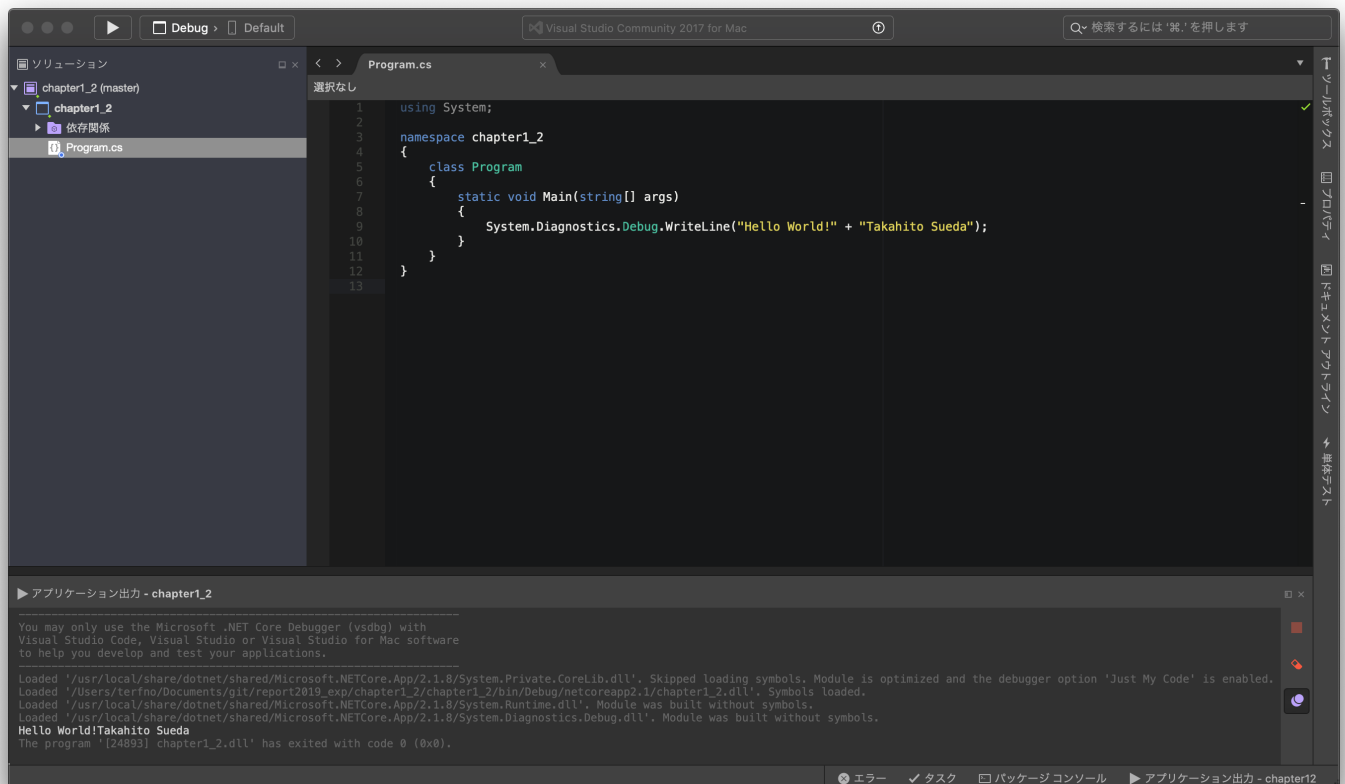 Debug › Default
Visual Studio Community 2017 for Mac
検索するには '⌘.' を押します
ソリューション
chapter1_2 (master)
chapter1_2
依存関係
Program.cs
Program.cs
選択なし
1 using System;
2
3 namespace chapter1_2
4 {
5 class Program
6 {
7 static void Main(string[] args)
8 {
9 System.Diagnostics.Debug.WriteLine("Hello World!" + "Takahito Sueda");
10 }
11 }
12 }
13
ツールボックス
プロパティ
ドキュメント アウトライン
単体テスト
アプリケーション出力 - chapter1_2
You may only use the Microsoft .NET Core Debugger (vsdbg) with
Visual Studio Code, Visual Studio or Visual Studio for Mac software
to help you develop and test your applications.
Loaded '/usr/local/share/dotnet/shared/Microsoft.NETCore.App/2.1.8/System.Private.CoreLib.dll'. Skipped loading symbols. Module is optimized and the debugger option 'Just My Code' is enabled.
Loaded '/Users/terfno/Documents/git/report2019_exp/chapter1_2/chapter1_2/bin/Debug/netcoreapp2.1/chapter1_2.dll'. Symbols loaded.
Loaded '/usr/local/share/dotnet/shared/Microsoft.NETCore.App/2.1.8/System.Runtime.dll'. Module was built without symbols.
Loaded '/usr/local/share/dotnet/shared/Microsoft.NETCore.App/2.1.8/System.Diagnostics.Debug.dll'. Module was built without symbols.
Hello World!Takahito Sueda
The program '[24893] chapter1_2.dll' has exited with code 0 (0x0).
エラー タスク パッケージ コンソール アプリケーション出力 - chapter12